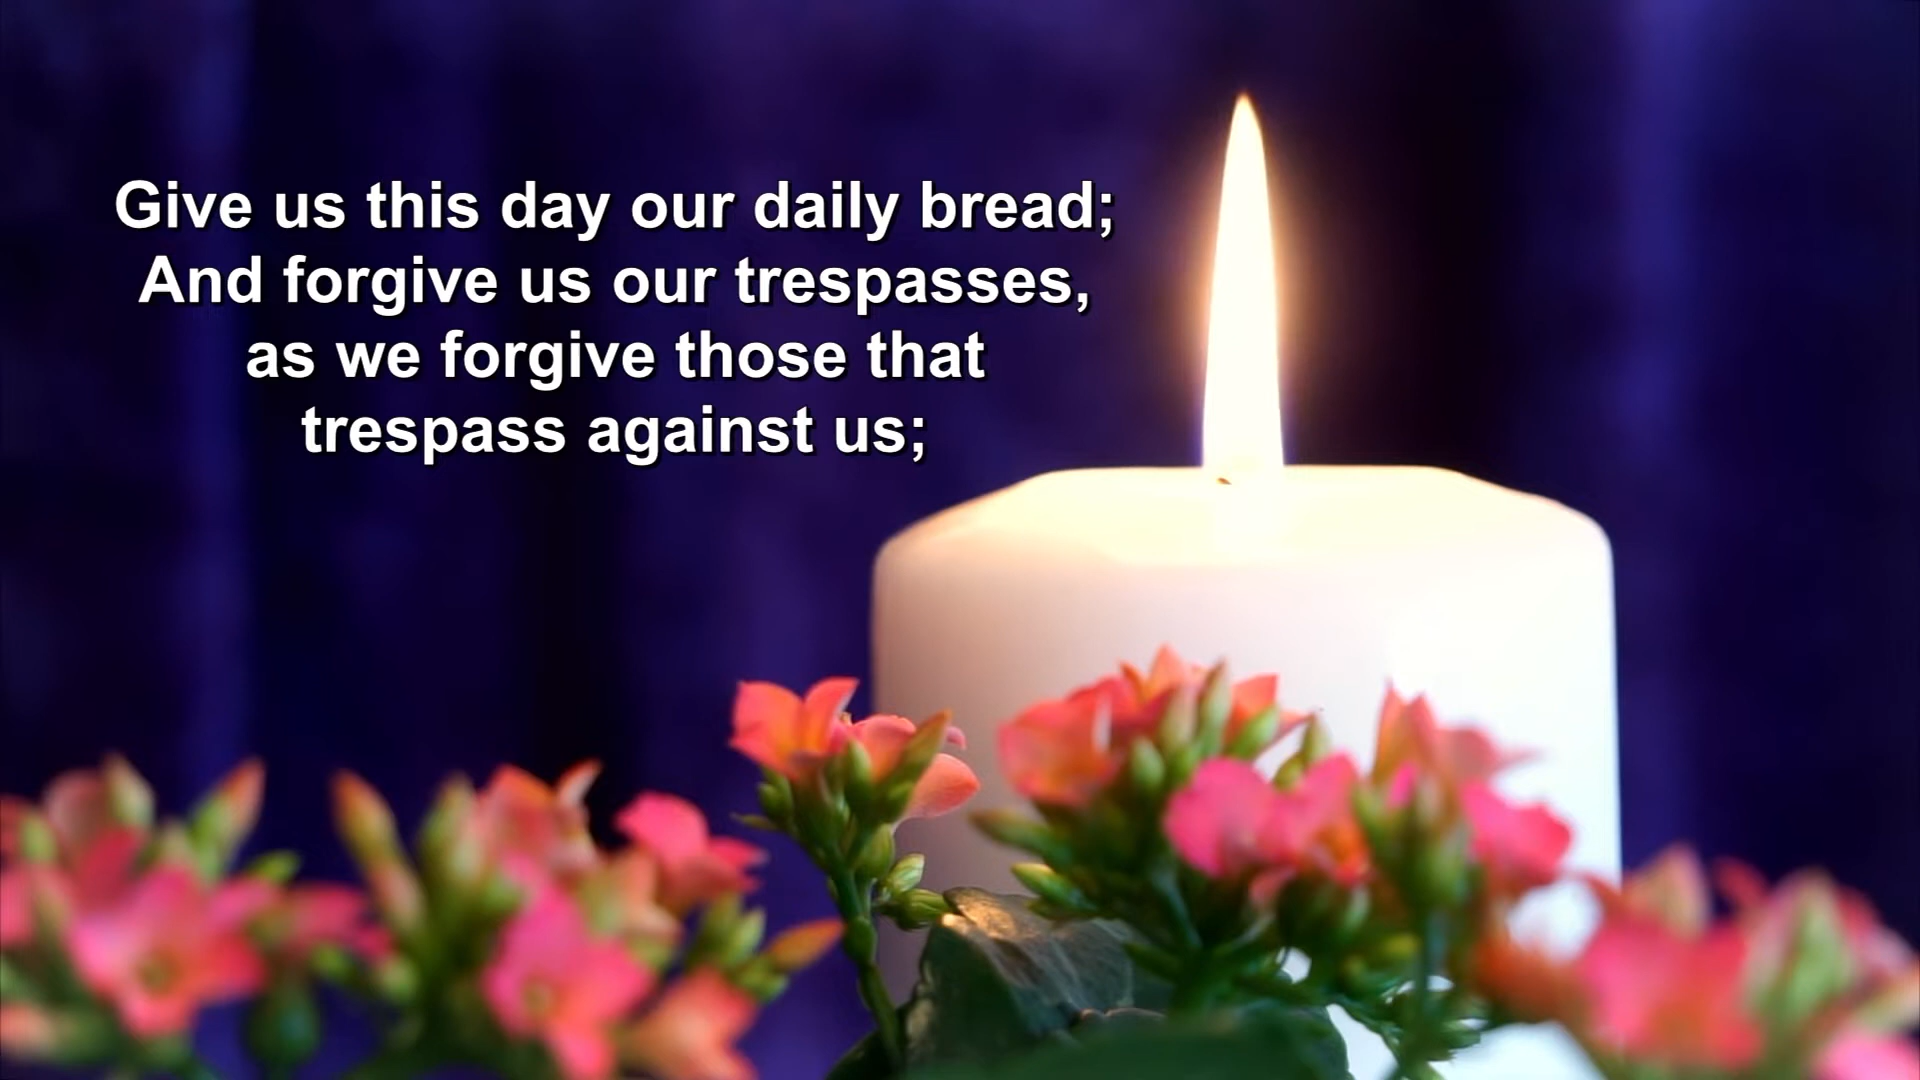 Give us this day our daily bread;
And forgive us our trespasses,
as we forgive those that
trespass against us;